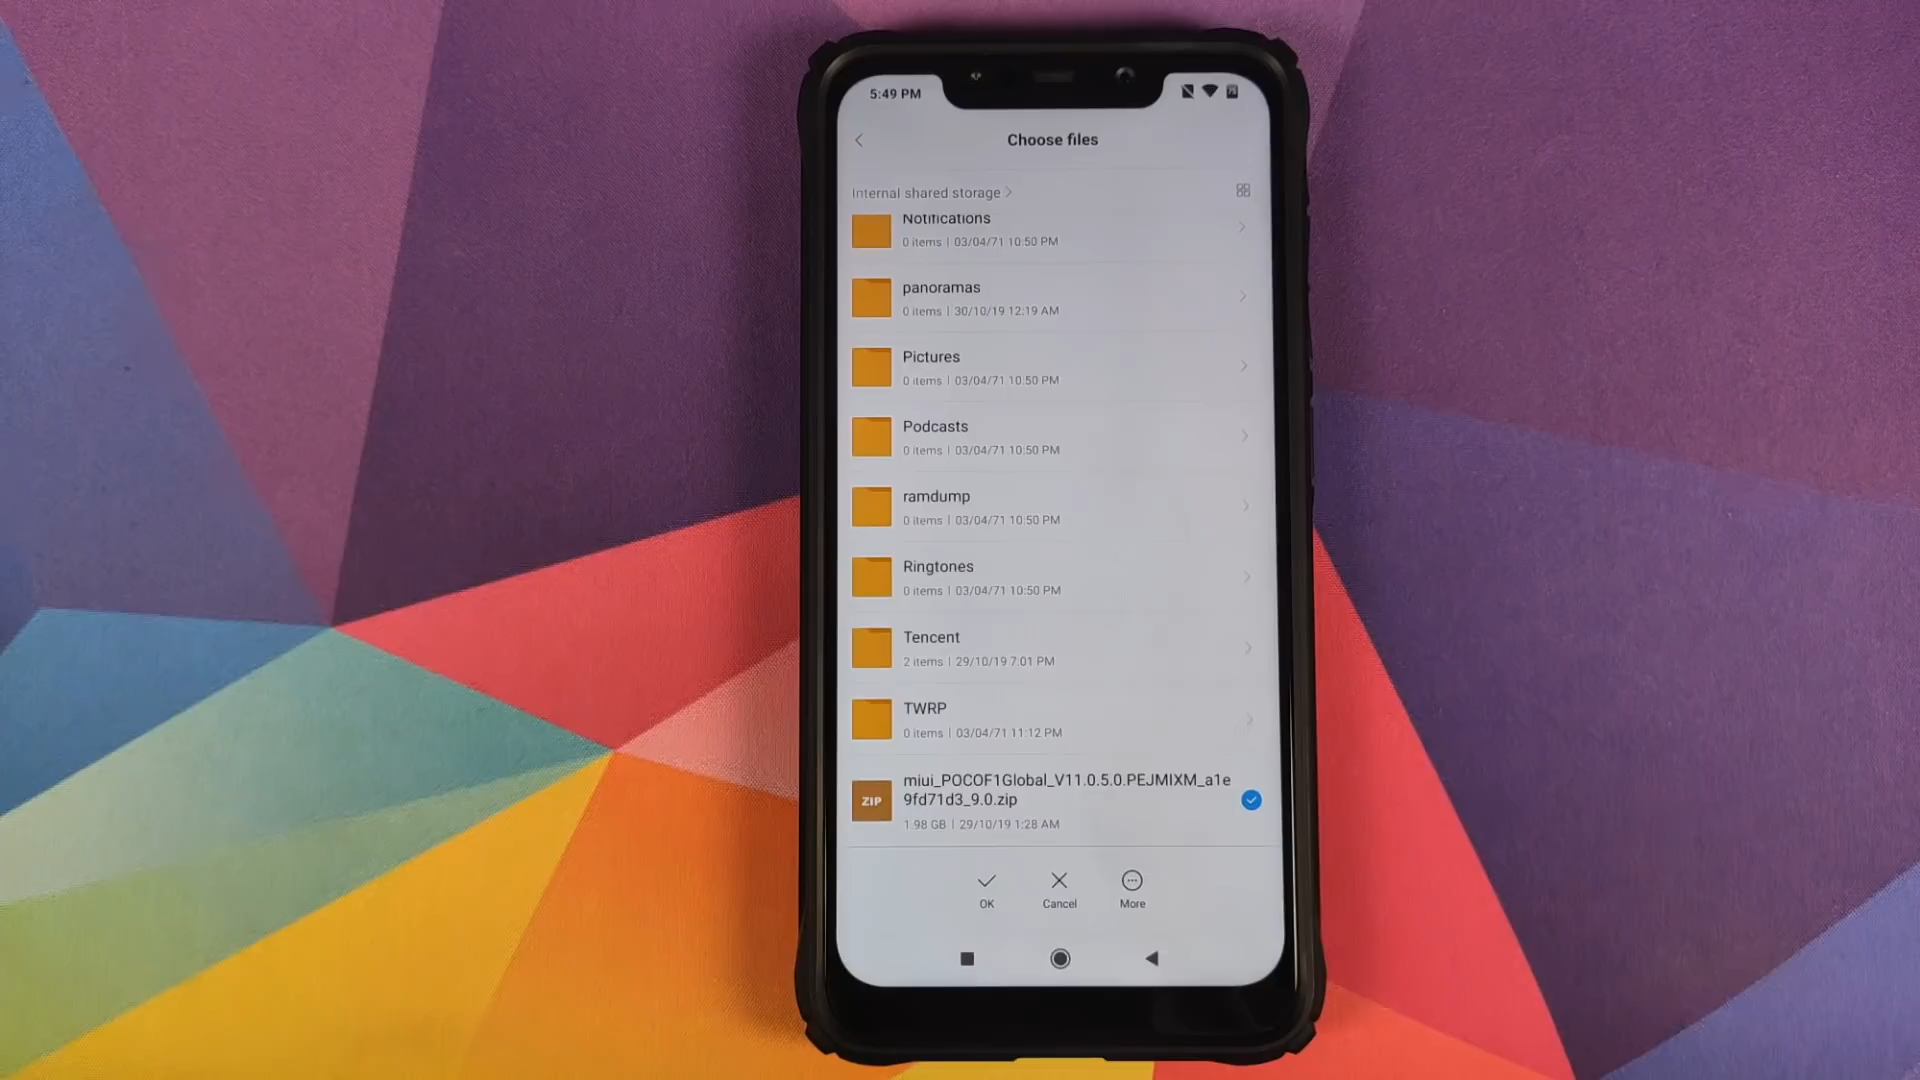 5:49 PM
Choose files
Internal shared storage
Notifications
0 items | 03/04/71 10:50 PM
panoramas
0 items | 30/10/19 12:19 AM
Pictures
0 items | 03/04/71 10:50 PM
Podcasts
0 items | 03/04/71 10:50 PM
ramdump
0 items | 03/04/71 10:50 PM
Ringtones
0 items | 03/04/71 10:50 PM
Tencent
2 items | 29/10/19 7:01 PM
TWRP
0 items | 03/04/71 11:12 PM
miui_POCOF1Global_V11.0.5.0.PEJMIXM_a1e
9fd71d3_9.0.zip
ZIP
1.98 GB | 29/10/19 1:28 AM
OK Cancel More